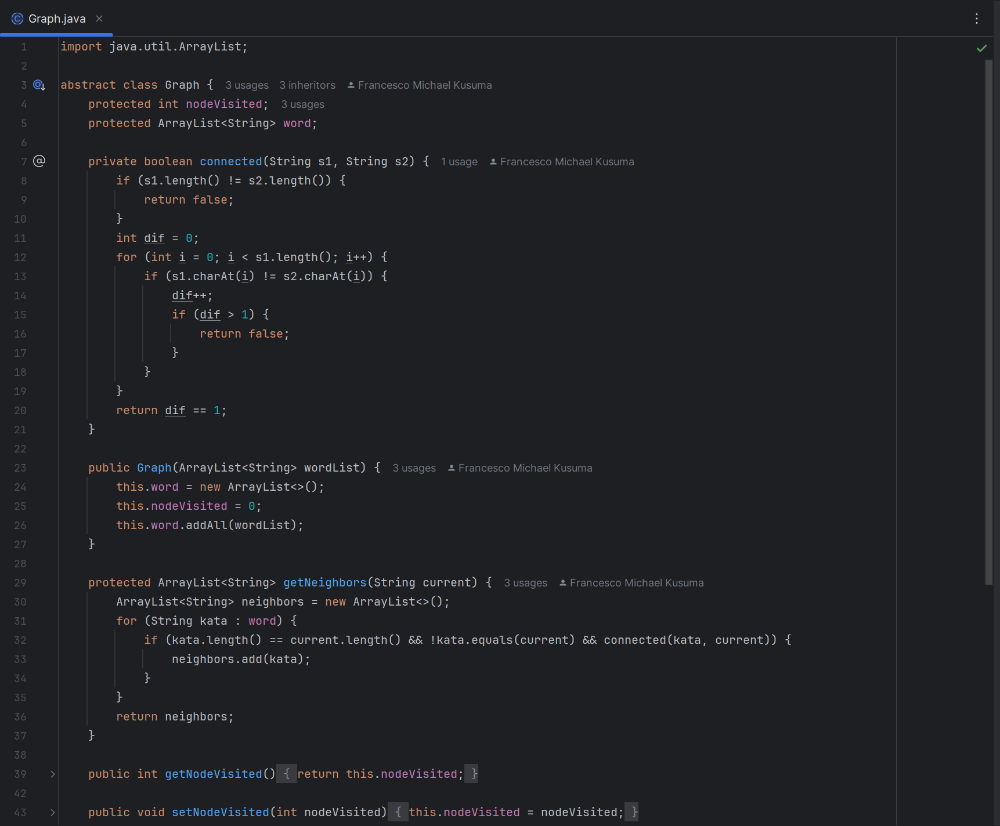 Graph.java
1 import java.util.ArrayList;
2
3 abstract class Graph { 3 usages 3 inheritors Francesco Michael Kusuma
4 protected int nodeVisited; 3 usages
5 protected ArrayList<String> word;
6
7 private boolean connected(String s1, String s2) { 1 usage Francesco Michael Kusuma
8 if (s1.length() != s2.length()) {
9 return false;
10 }
11 int dif = 0;
12 for (int i = 0; i < s1.length(); i++) {
13 if (s1.charAt(i) != s2.charAt(i)) {
14 dif++;
15 if (dif > 1) {
16 return false;
17 }
18 }
19 }
20 return dif == 1;
21 }
22
23 public Graph(ArrayList<String> wordList) { 3 usages Francesco Michael Kusuma
24 this.word = new ArrayList<>();
25 this.nodeVisited = 0;
26 this.word.addAll(wordList);
27 }
28
29 protected ArrayList<String> getNeighbors(String current) { 3 usages Francesco Michael Kusuma
30 ArrayList<String> neighbors = new ArrayList<>();
31 for (String kata : word) {
32 if (kata.length() == current.length() && !kata.equals(current) && connected(kata, current)) {
33 neighbors.add(kata);
34 }
35 }
36 return neighbors;
37 }
38
39 public int getNodeVisited() { return this.nodeVisited; }
42
43 public void setNodeVisited(int nodeVisited) { this.nodeVisited = nodeVisited; }